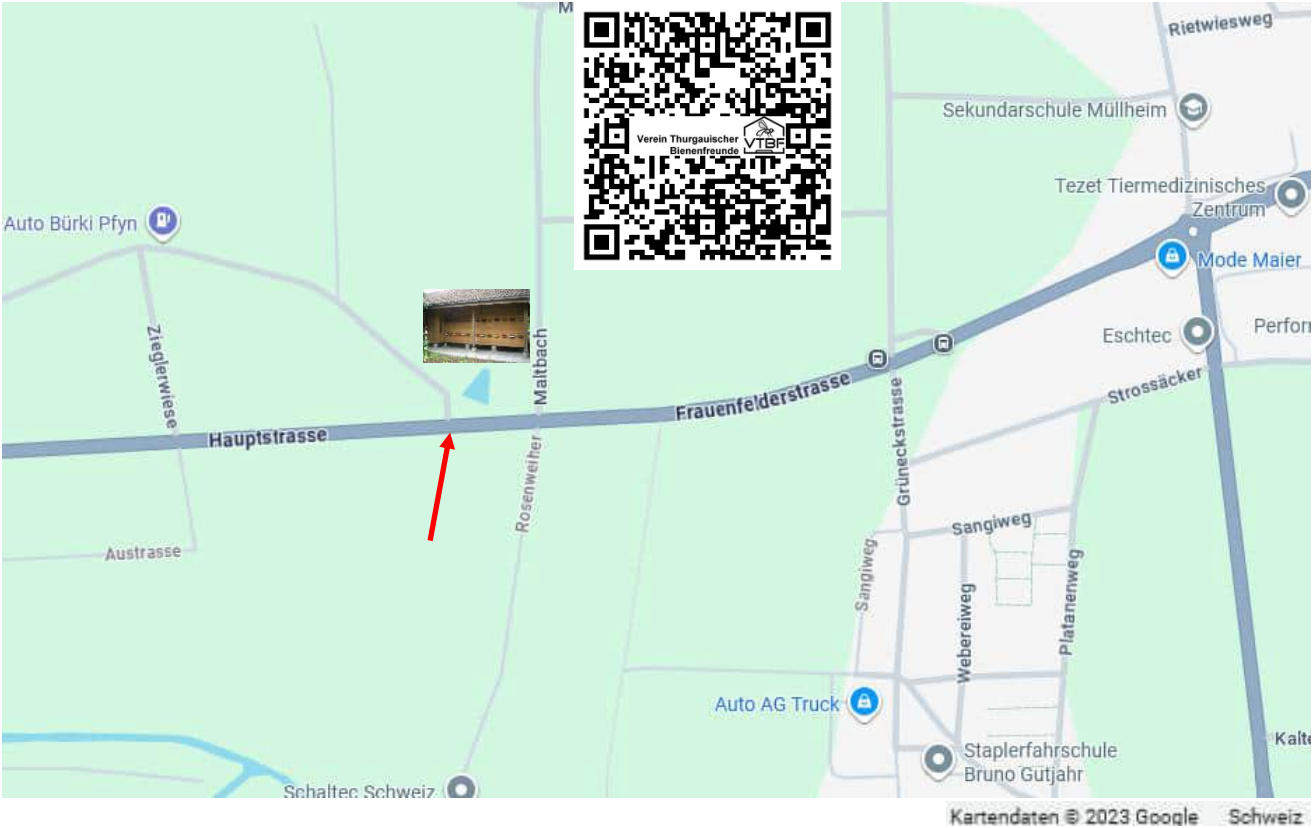 M
Rietwiesweg
Sekundarschule Müllheim
Verein Thurgauischer
Bienenfreunde
VTBF
Tezet Tiermedizinisches
Zentrum
Auto Bürki Pfyn
Mode Maier
Ziegler​wiese
Maltbach
Eschtec
Perfor
Strossäcker
Frauenfelderstrasse
Hauptstrasse
Rosenweiher
Grüneckstrasse
Sangiweg
Austrasse
Sangiweg
Webereiweg
Platanenweg
Auto AG Truck
Kalte
Staplerfahrschule
Bruno Gutjahr
Schaltec Schweiz
Kartendaten © 2023 Google Schweiz